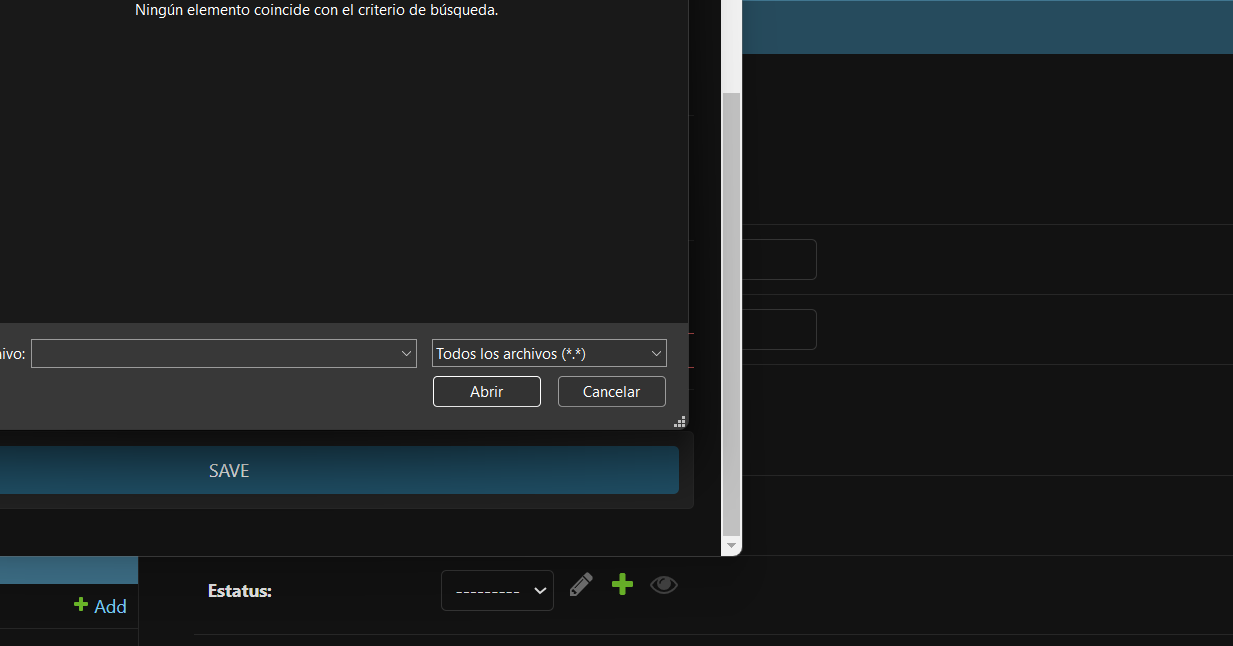 Ningún elemento coincide con el criterio de búsqueda.
ivo:
Todos los archivos (*.*)
Abrir
Cancelar
SAVE
Add
Estatus:
---------